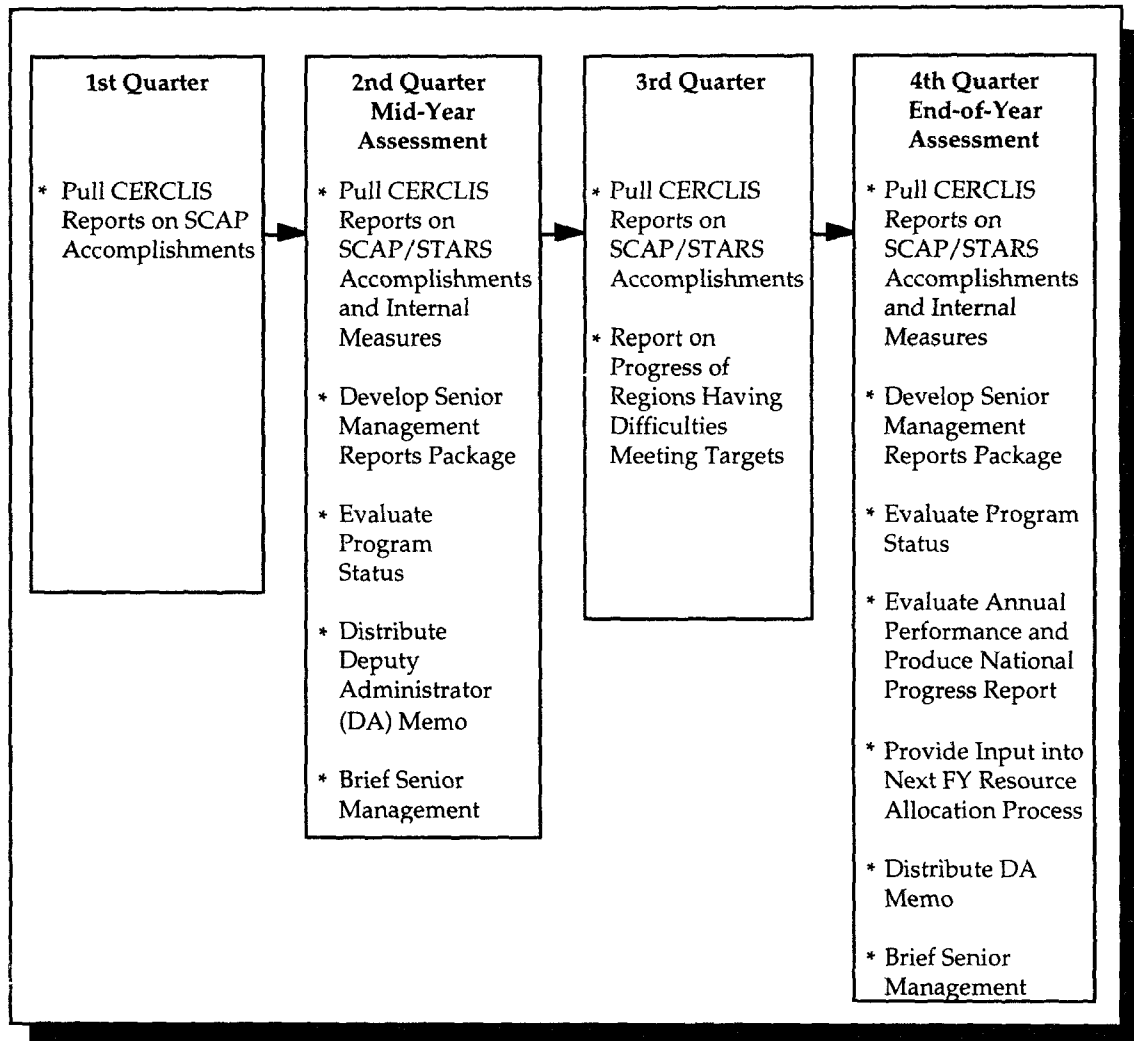 1st Quarter
* Pull CERCLIS
Reports on SCAP
Accomplishments
2nd Quarter
Mid-Year
Assessment
* Pull CERCLIS
Reports on
SCAP/STARS
Accomplishments
and Internal
Measures
* Develop Senior
Management
Reports Package
* Evaluate
Program
Status
* Distribute
Deputy
Administrator
(DA) Memo
* Brief Senior
Management
3rd Quarter
* Pull CERCLIS
Reports on
SCAP/STARS
Accomplishments
* Report on
Progress of
Regions Having
Difficulties
Meeting Targets
4th Quarter
End-of-Year
Assessment
* Pull CERCLIS
Reports on
SCAP/STARS
Accomplishments
and Internal
Measures
* Develop Senior
Management
Reports Package
* Evaluate Program
Status
* Evaluate Annual
Performance and
Produce National
Progress Report
* Provide Input into
Next FY Resource
Allocation Process
* Distribute DA
Memo
* Brief Senior
Management